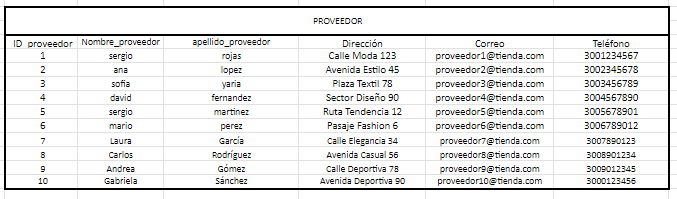 PROVEEDOR
ID_proveedor Nombre_proveedor apellido_proveedor Dirección Correo Teléfono
1 sergio rojas Calle Moda 123 proveedor1@tienda.com 3001234567
2 ana lopez Avenida Estilo 45 proveedor2@tienda.com 3002345678
3 sofia yaria Plaza Textil 78 proveedor3@tienda.com 3003456789
4 david fernandez Sector Diseño 90 proveedor4@tienda.com 3004567890
5 sergio martinez Ruta Tendencia 12 proveedor5@tienda.com 3005678901
6 mario perez Pasaje Fashion 6 proveedor6@tienda.com 3006789012
7 Laura García Calle Elegancia 34 proveedor7@tienda.com 3007890123
8 Carlos Rodríguez Avenida Casual 56 proveedor8@tienda.com 3008901234
9 Andrea Gómez Calle Deportiva 78 proveedor9@tienda.com 3009012345
10 Gabriela Sánchez Avenida Deportiva 90 proveedor10@tienda.com 3000123456